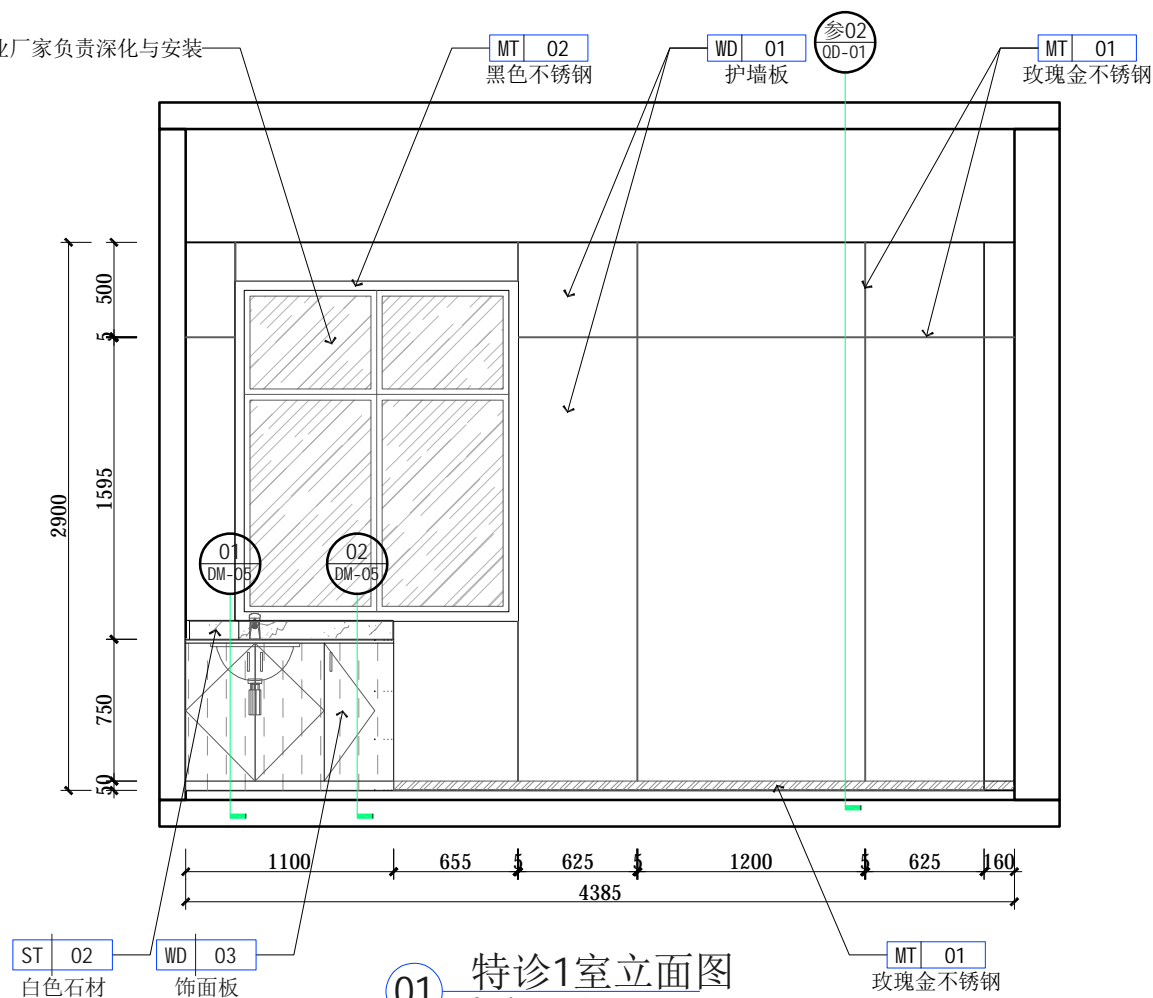 业厂家负责深化与安装
MT 02
黑色不锈钢
WD 01
护墙板
参02
QD-01
MT 01
玫瑰金不锈钢
500
5
1595
2900
750
50
01
DM-05
02
DM-05
1100
655
5
625
5
1200
5
625
160
4385
ST 02
白色石材
WD 03
饰面板
01
特诊1室立面图
MT 01
玫瑰金不锈钢